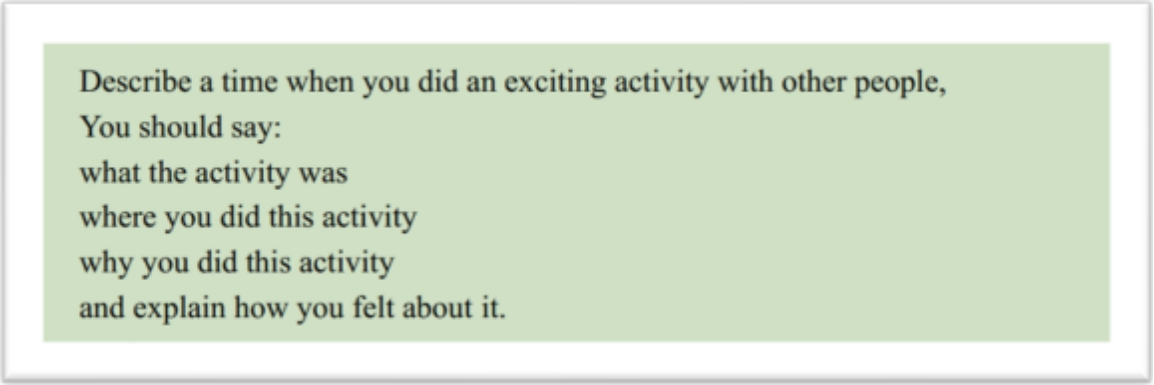 Describe a time when you did an exciting activity with other people,
You should say:
what the activity was
where you did this activity
why you did this activity
and explain how you felt about it.